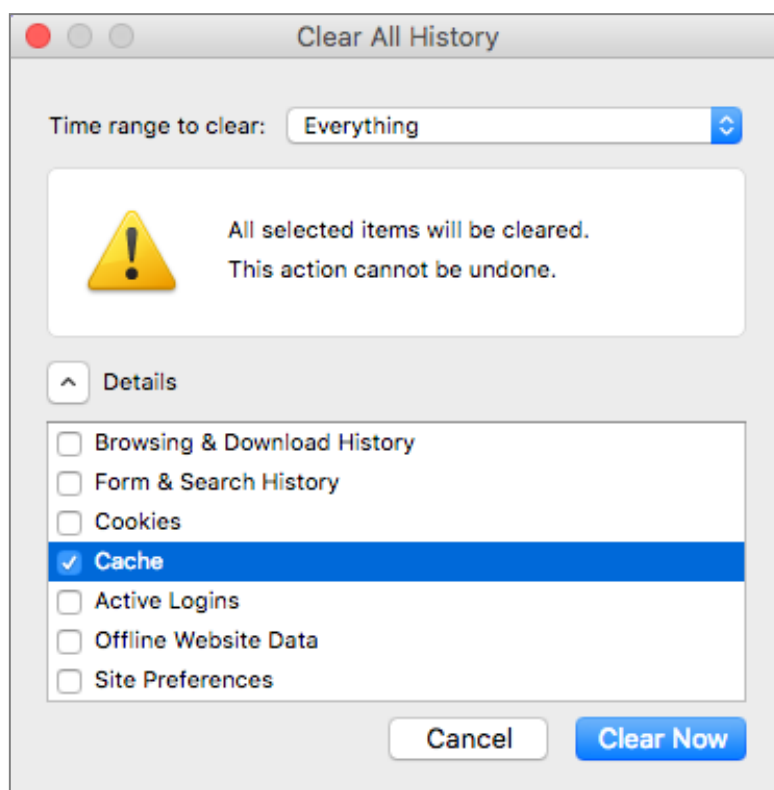 Clear All History
Time range to clear: Everything
All selected items will be cleared.
This action cannot be undone.
Details
Browsing & Download History
Form & Search History
Cookies
Cache
Active Logins
Offline Website Data
Site Preferences
Cancel Clear Now